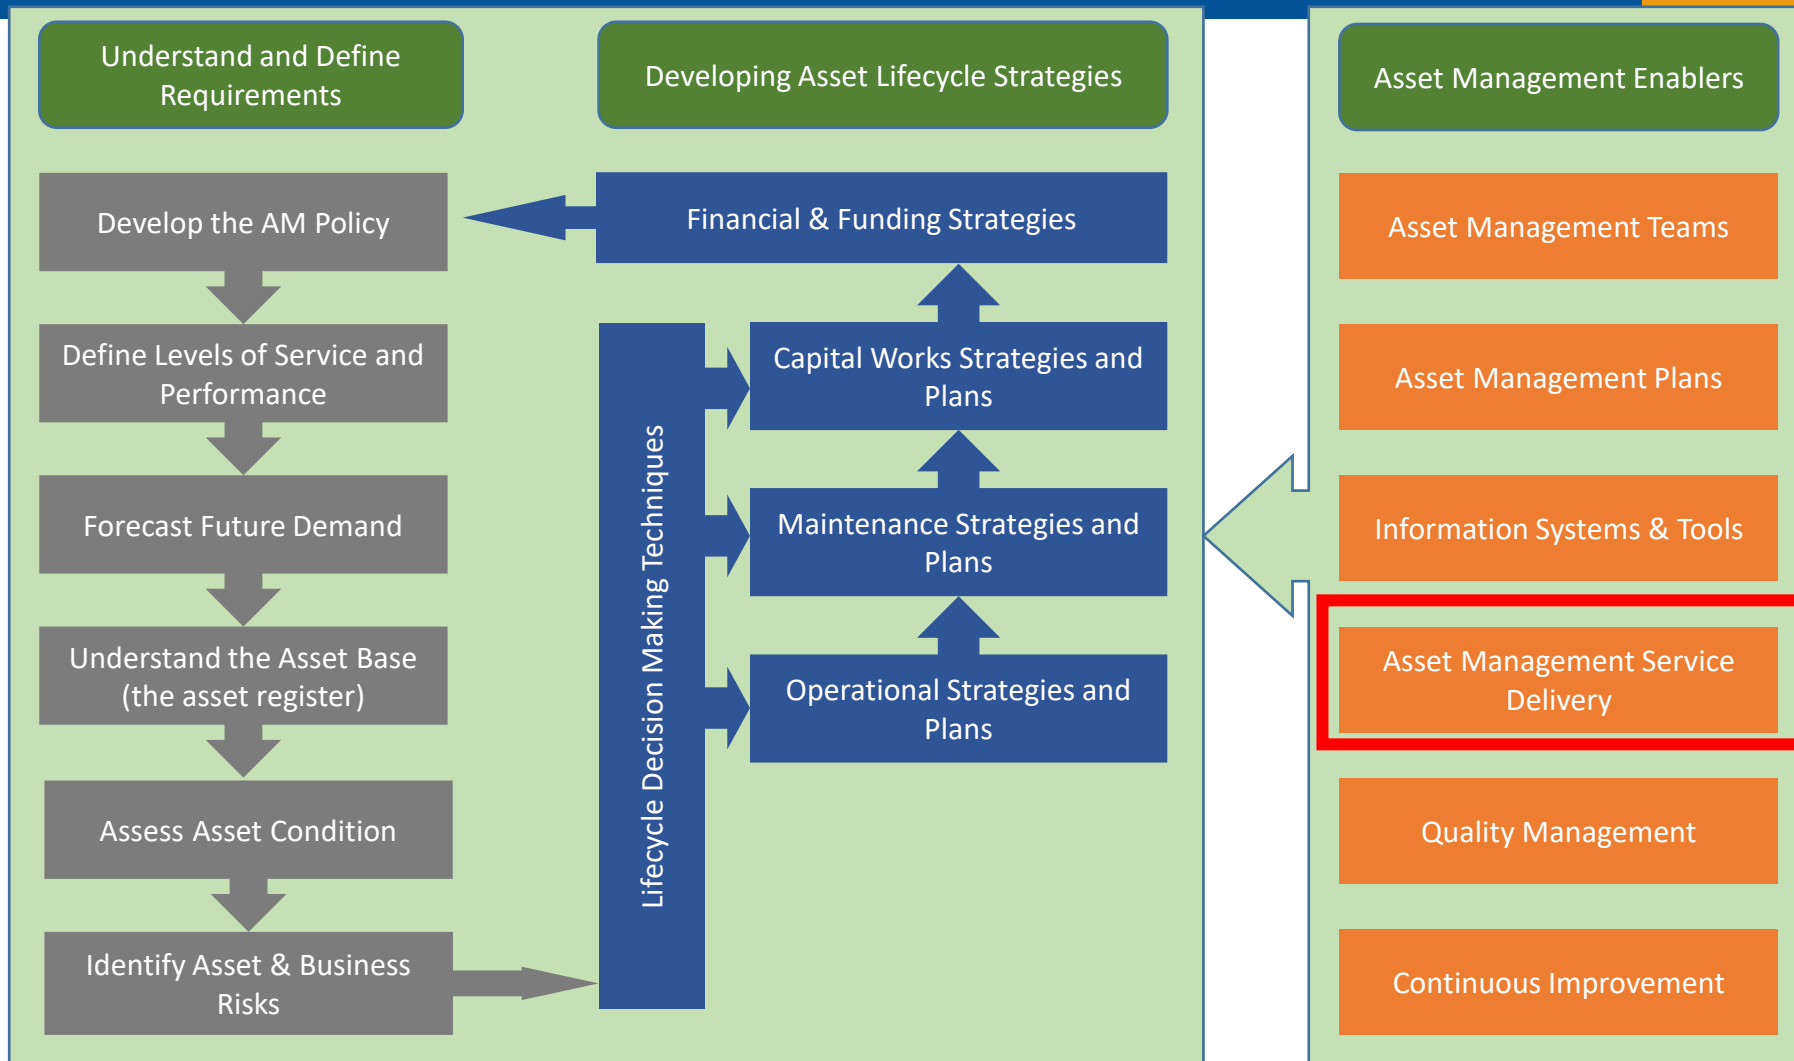 Understand and Define
Requirements
Developing Asset Lifecycle Strategies
Asset Management Enablers
Develop the AM Policy
Define Levels of Service and
Performance
Forecast Future Demand
Understand the Asset Base
(the asset register)
Assess Asset Condition
Identify Asset & Business
Risks
Lifecycle Decision Making Techniques
Financial & Funding Strategies
Capital Works Strategies and
Plans
Maintenance Strategies and
Plans
Operational Strategies and
Plans
Asset Management Teams
Asset Management Plans
Information Systems & Tools
Asset Management Service
Delivery
Quality Management
Continuous Improvement